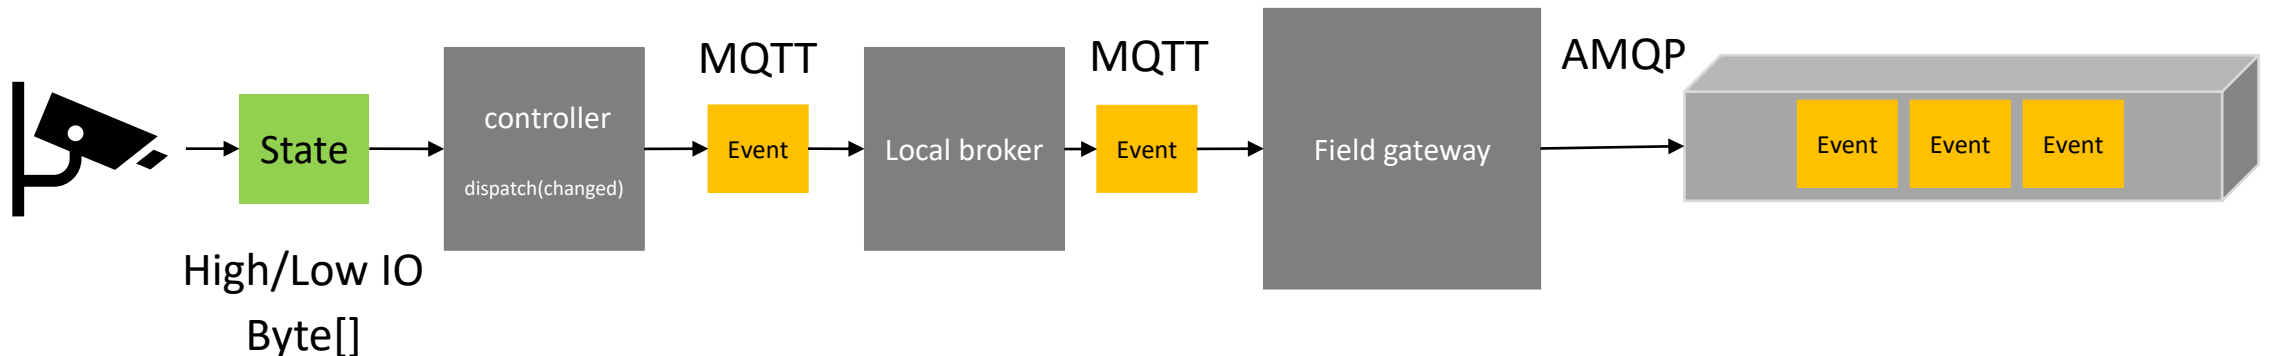 State
High/Low IO
Byte[]
controller
dispatch(changed)
MQTT
Event
Local broker
MQTT
Event
Field gateway
AMQP
Event
Event
Event